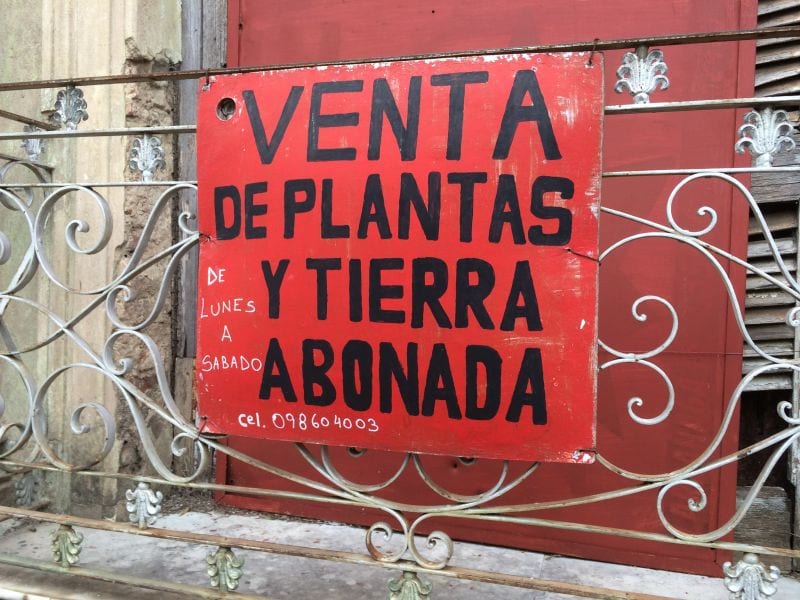 VENTA
DE PLANTAS
Y TIERRA
ABONADA
DE
LUNES
A
SABADO
cel. 098604003